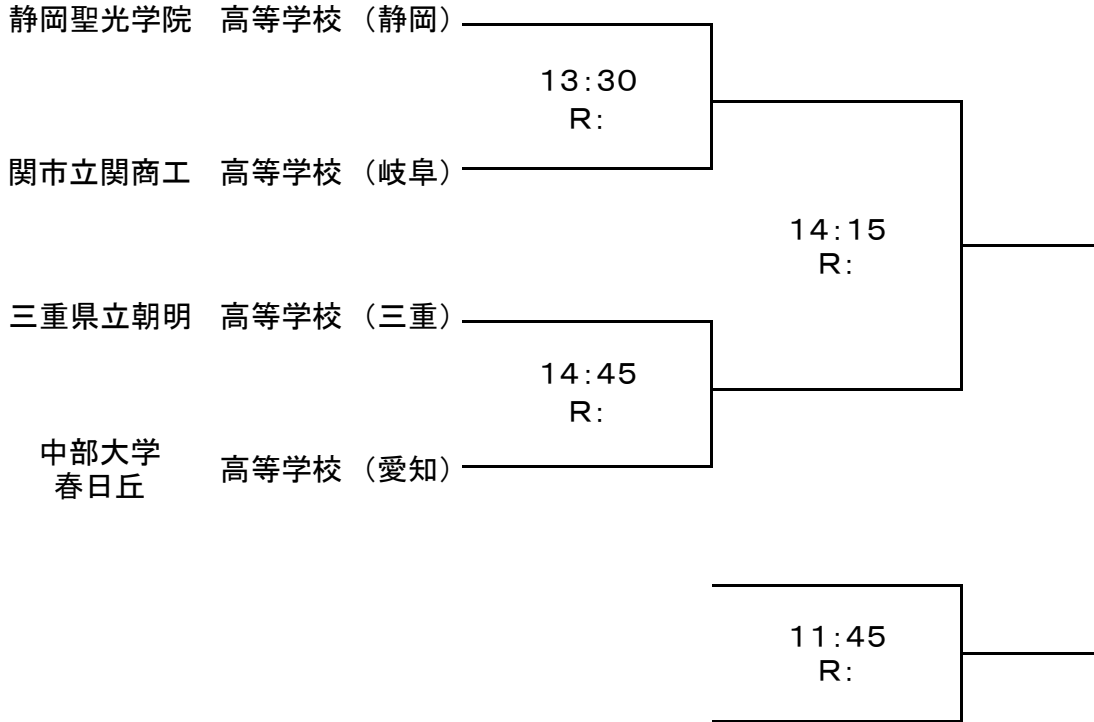 静岡聖光学院 高等学校 (静岡)
13:30
R:
関市立関商工 高等学校 (岐阜)
14:15
R:
三重県立朝明 高等学校 (三重)
14:45
R:
中部大学
春日丘
高等学校 (愛知)
11:45
R: